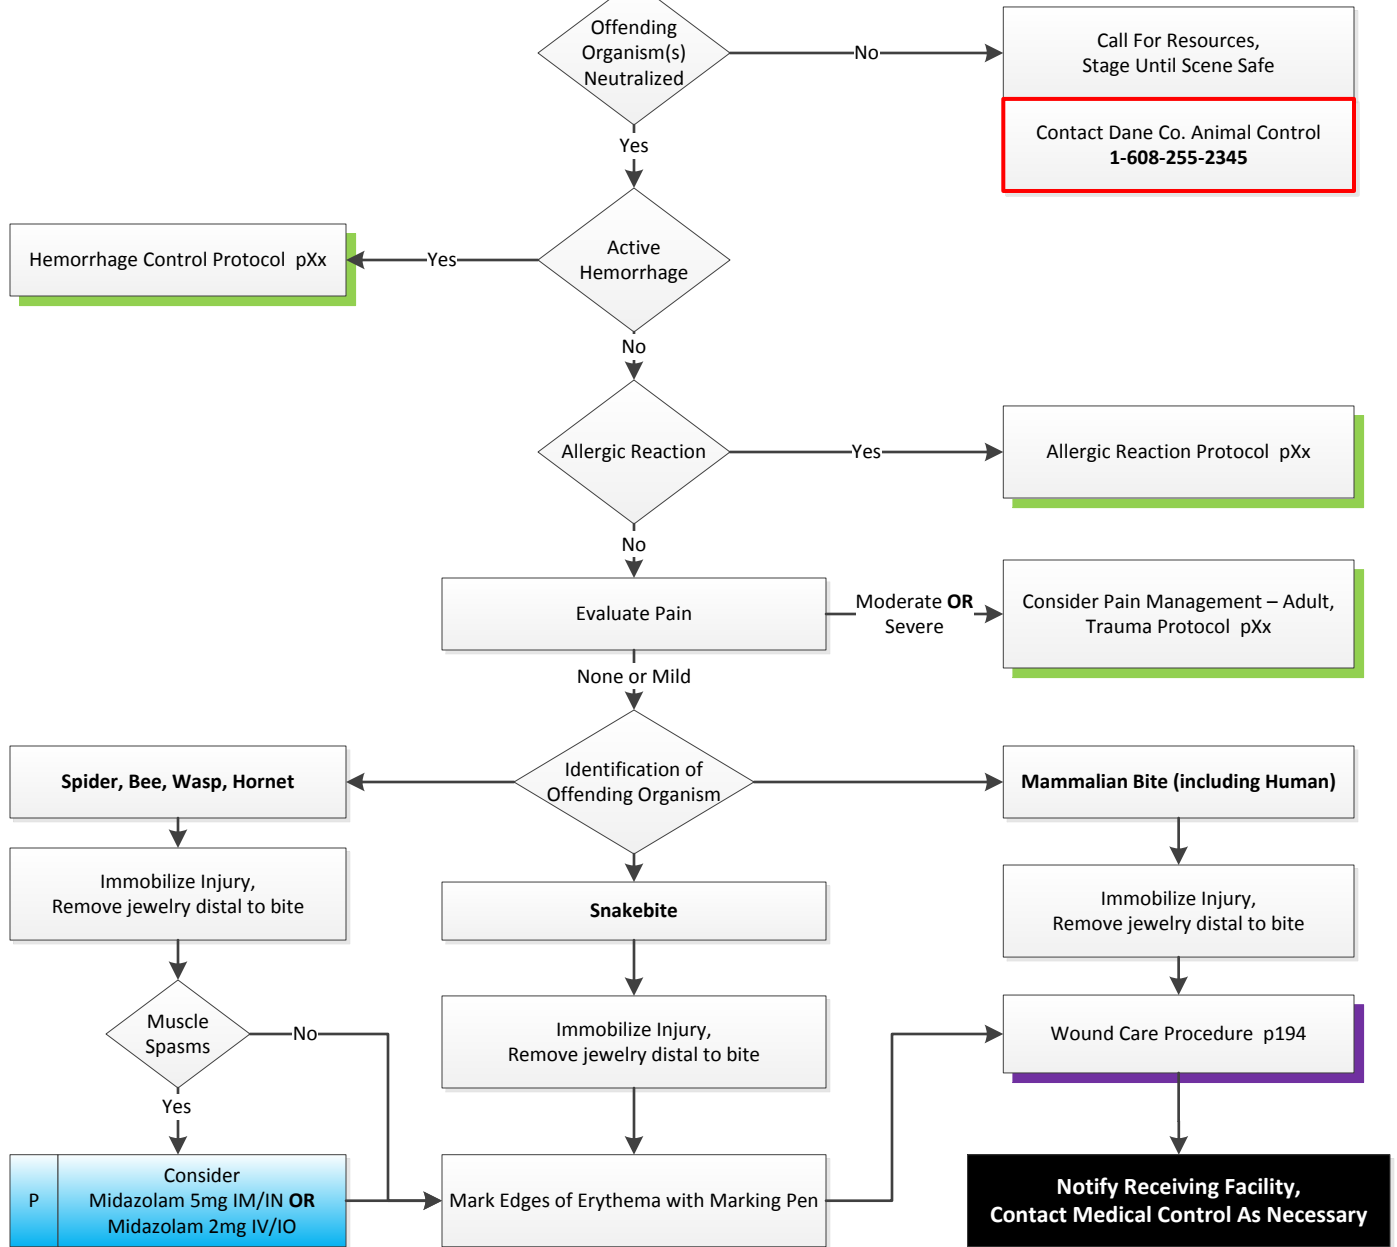 Offending
Organism(s)
Neutralized
No
Call For Resources,
Stage Until Scene Safe
Contact Dane Co. Animal Control
1-608-255-2345
Yes
Active
Hemorrhage
Yes
Hemorrhage Control Protocol pXx
No
Allergic Reaction
Yes
Allergic Reaction Protocol pXx
No
Evaluate Pain
Moderate OR
Severe
Consider Pain Management – Adult,
Trauma Protocol pXx
None or Mild
Identification of
Offending Organism
Spider, Bee, Wasp, Hornet
Mammalian Bite (including Human)
Immobilize Injury,
Remove jewelry distal to bite
Snakebite
Immobilize Injury,
Remove jewelry distal to bite
Muscle
Spasms
No
Immobilize Injury,
Remove jewelry distal to bite
Wound Care Procedure p194
Yes
P
Consider
Midazolam 5mg IM/IN OR
Midazolam 2mg IV/IO
Mark Edges of Erythema with Marking Pen
Notify Receiving Facility,
Contact Medical Control As Necessary